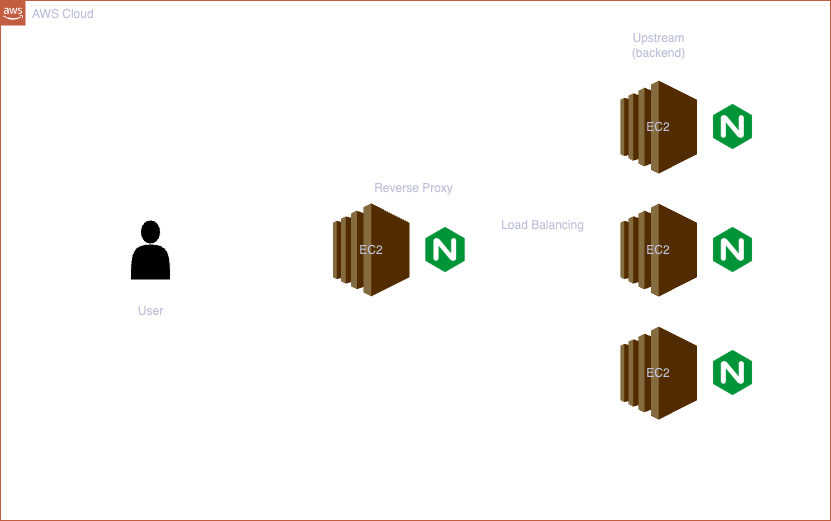 aws
AWS Cloud
Upstream
(backend)
EC2
N
Reverse Proxy
Load Balancing
EC2
N
EC2
N
User
EC2
N